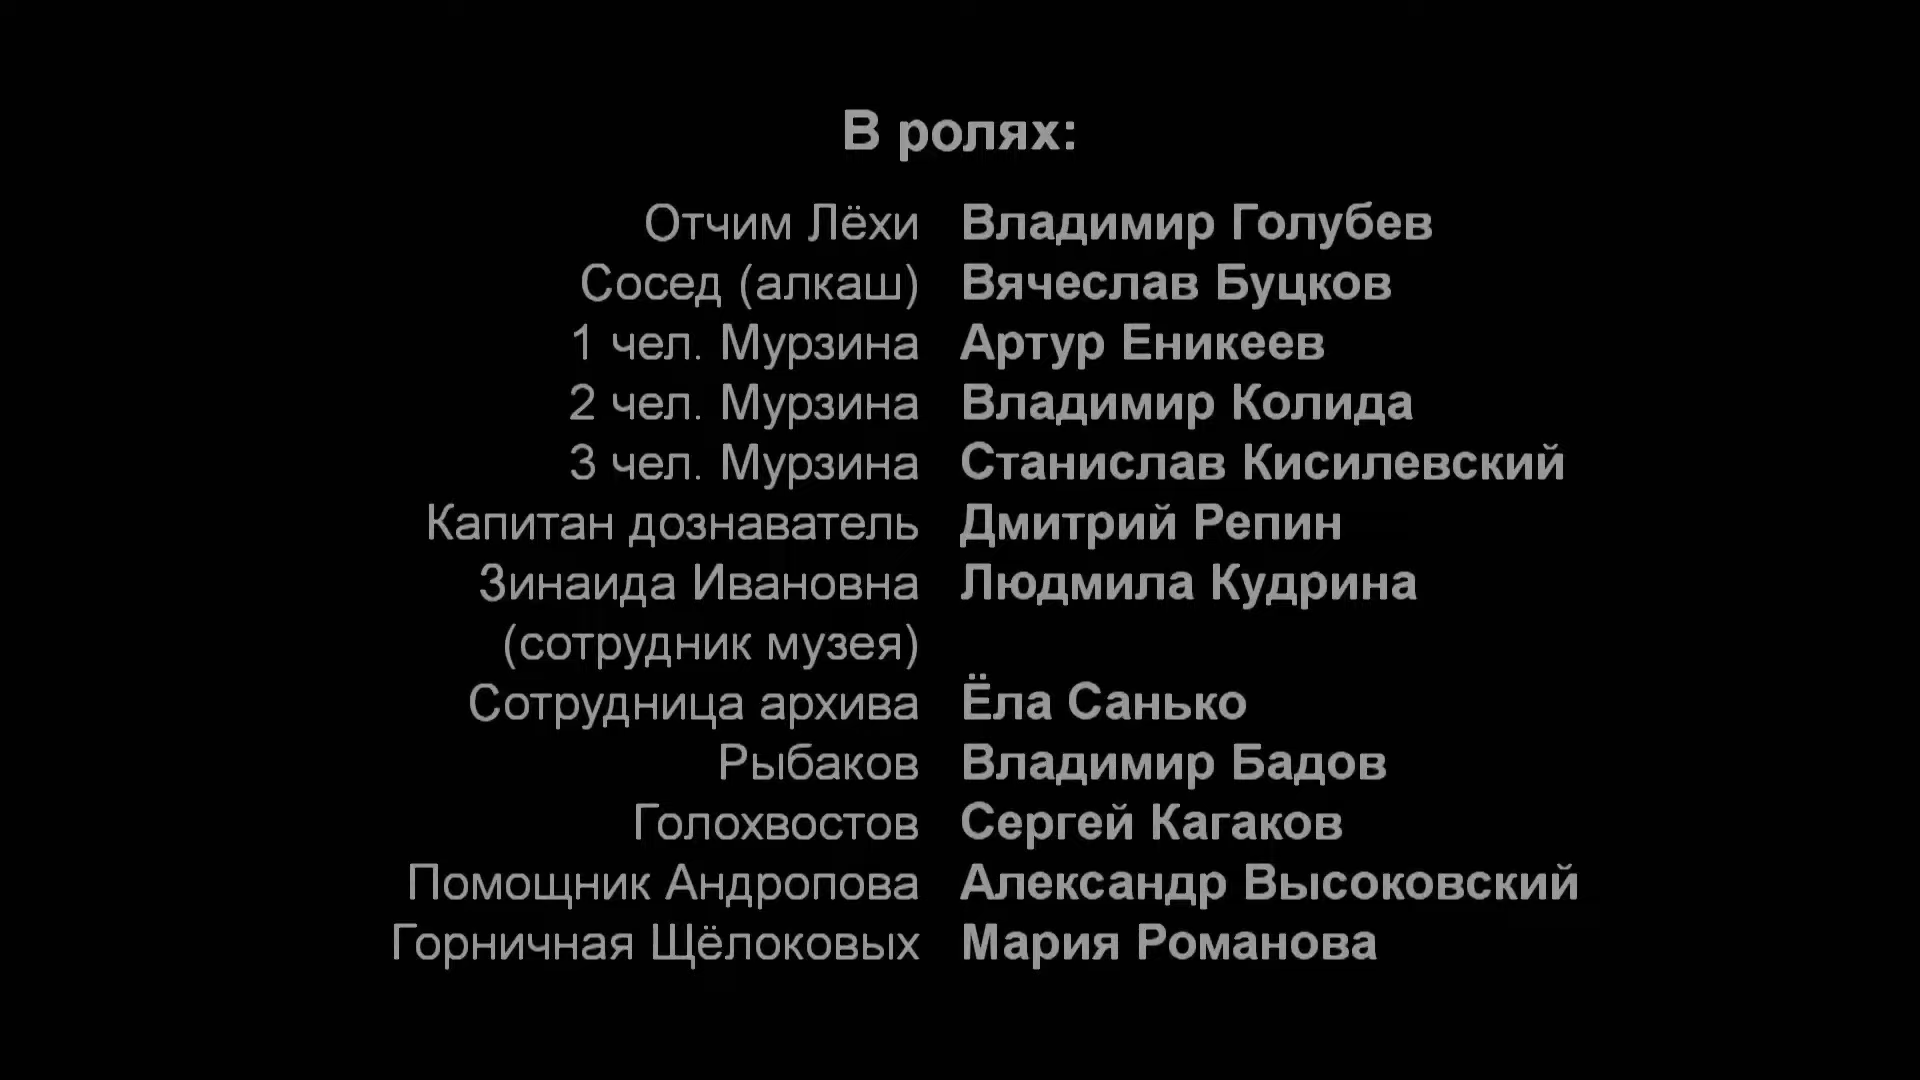 В ролях:
Отчим Лёхи Владимир Голубев
Сосед (алкаш) Вячеслав Буцков
1 чел. Мурзина Артур Еникеев
2 чел. Мурзина Владимир Колида
3 чел. Мурзина Станислав Кисилевский
Капитан дознаватель Дмитрий Репин
Зинаида Ивановна Людмила Кудрина
(сотрудник музея)
Сотрудница архива Ёла Санько
Рыбаков Владимир Бадов
Голохвостов Сергей Кагаков
Помощник Андропова Александр Высоковский
Горничная Щёлоковых Мария Романова